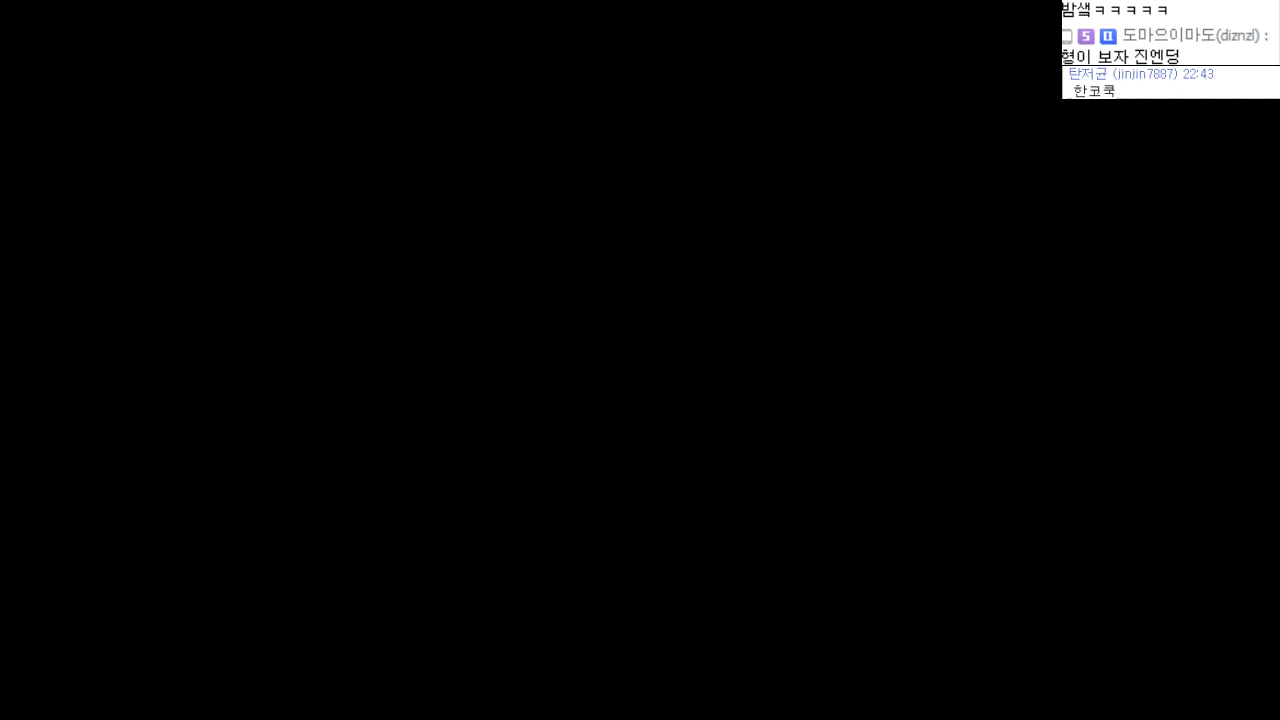 밤색ㅋㅋㅋㅋㅋ
S 도마으이마도(diznzl) :
형이 보자 진엔딩
탄저균 (jinjin7887) 22:43
한코쿡